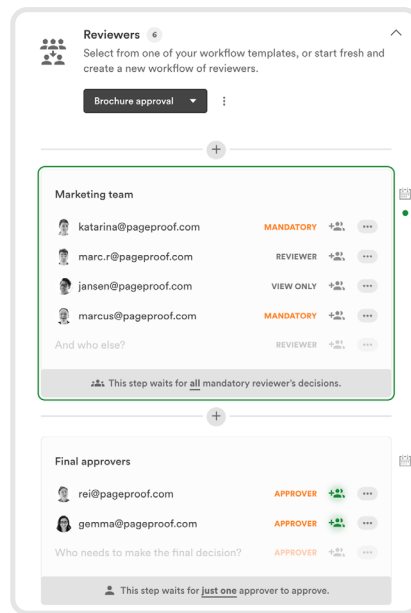 Reviewers 6
Select from one of your workflow templates, or start fresh and
create a new workflow of reviewers.
Brochure approval
Marketing team
katarina@pageproof.com MANDATORY
marc.r@pageproof.com REVIEWER
jansen@pageproof.com VIEW ONLY
marcus@pageproof.com MANDATORY
And who else? REVIEWER
This step waits for all mandatory reviewer's decisions.
Final approvers
rei@pageproof.com APPROVER
gemma@pageproof.com APPROVER
Who needs to make the final decision? APPROVER
This step waits for just one approver to approve.